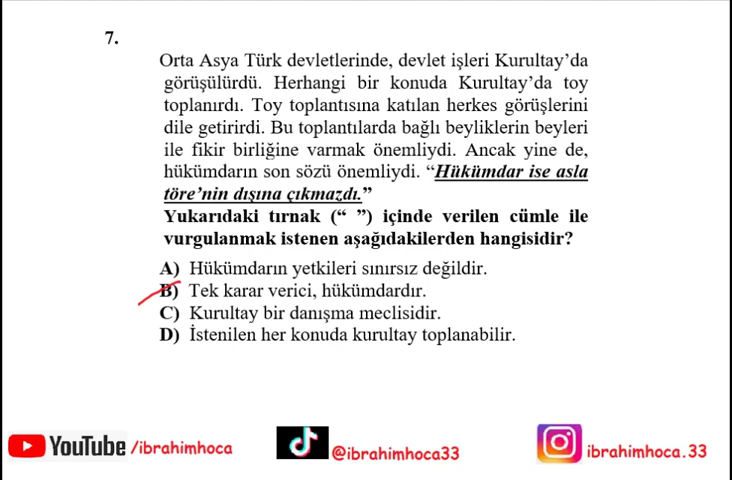 7.
Orta Asya Türk devletlerinde, devlet işleri Kurultay’da
görüşülürdü. Herhangi bir konuda Kurultay’da toy
toplanırdı. Toy toplantısına katılan herkes görüşlerini
dile getirirdi. Bu toplantılarda bağlı beyliklerin beyleri
ile fikir birliğine varmak önemliydi. Ancak yine de,
hükümdarın son sözü önemliydi. “Hükümdar ise asla
töre’nin dışına çıkmazdı.”
Yukarıdaki tırnak (“ ”) içinde verilen cümle ile
vurgulanmak istenen aşağıdakilerden hangisidir?
A) Hükümdarın yetkileri sınırsız değildir.
B) Tek karar verici, hükümdardır.
C) Kurultay bir danışma meclisidir.
D) İstenilen her konuda kurultay toplanabilir.
YouTube /ibrahimhoca
@ibrahimhoca33
ibrahimhoca.33